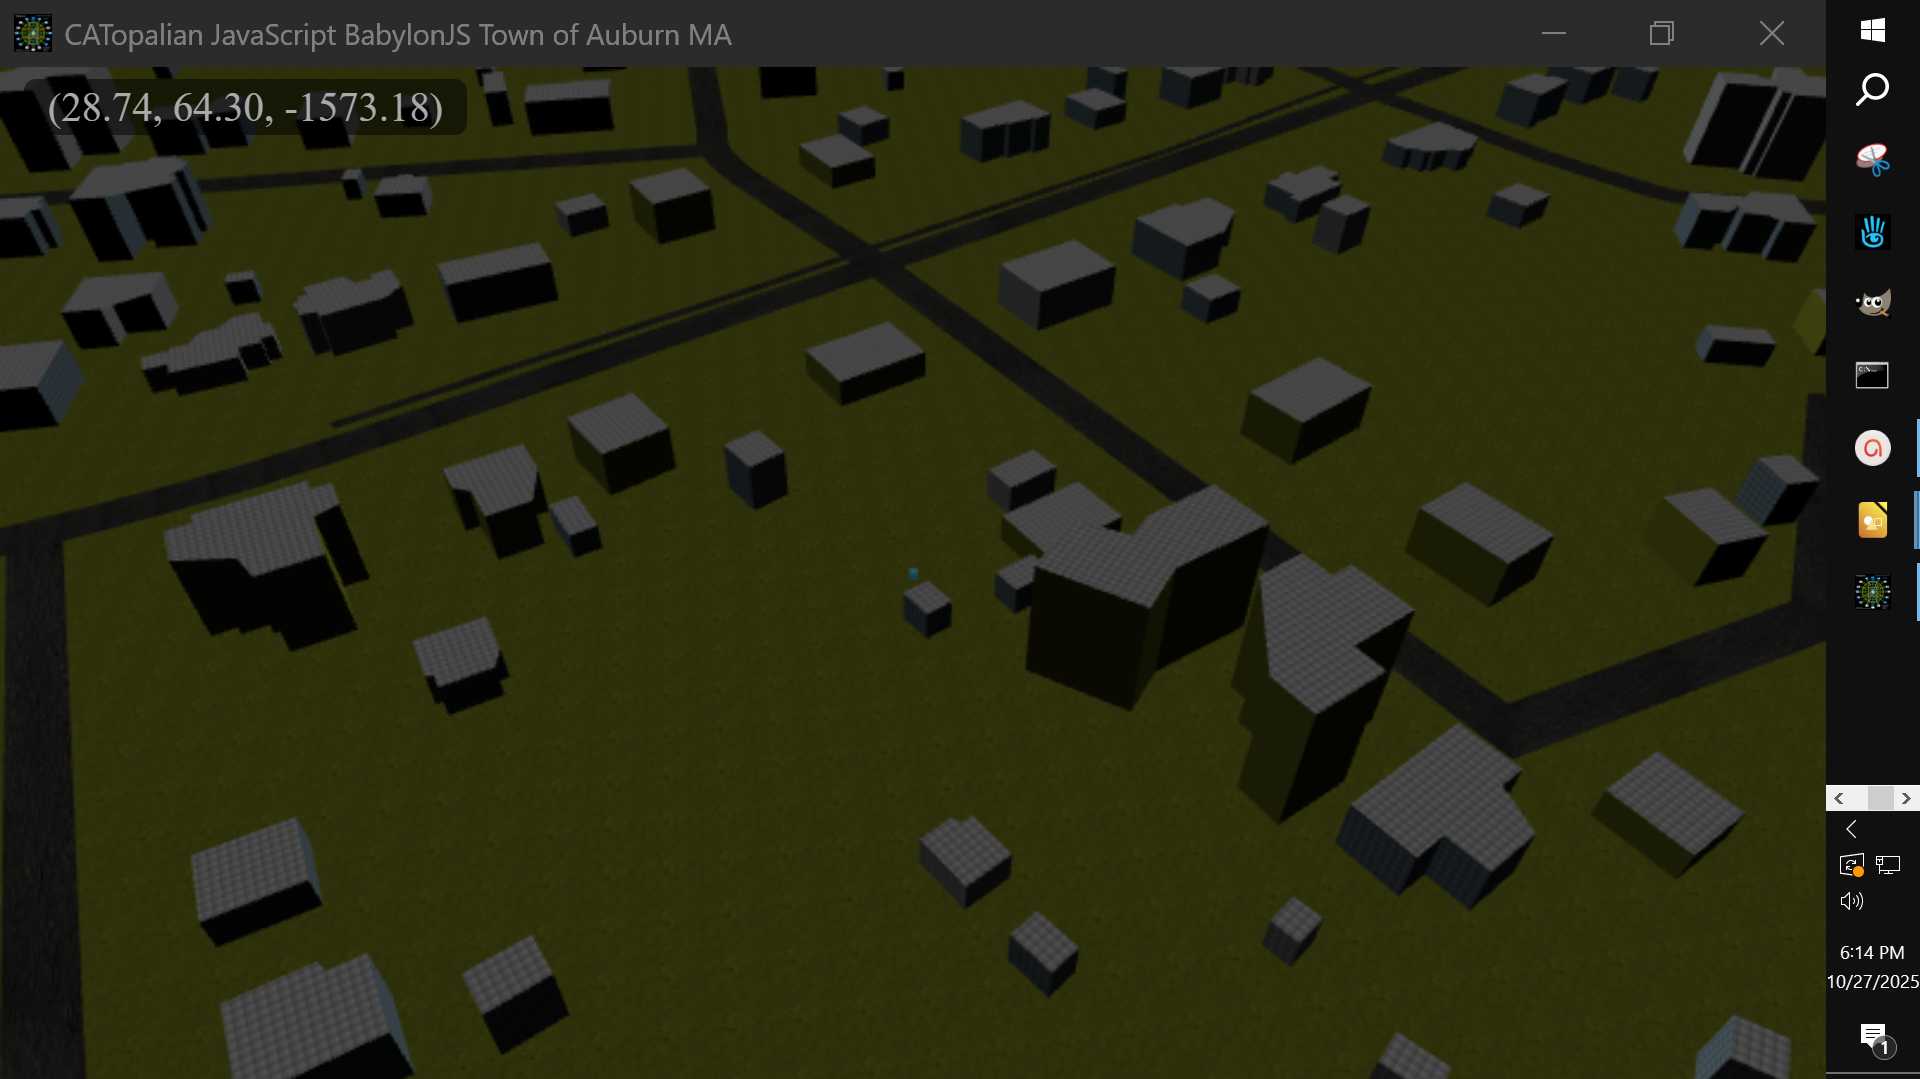 CATopalian JavaScript BabylonJS Town of Auburn MA
(28.74, 64.30, -1573.18)
6:14 PM
10/27/2025
1